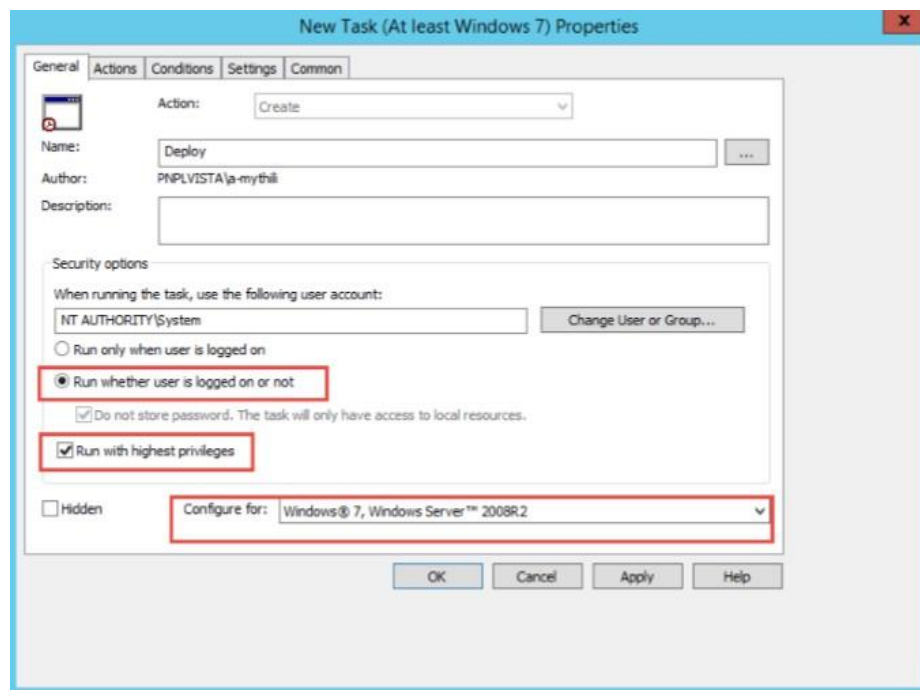 New Task (At least Windows 7) Properties
x
General Actions Conditions Settings Common
Action: Create
Name: Deploy ...
Author: PNPLVISTA\a-mythili
Description:
Security options
When running the task, use the following user account:
NT AUTHORITY\System Change User or Group...
Run only when user is logged on
Run whether user is logged on or not
Do not store password. The task will only have access to local resources.
Run with highest privileges
Hidden Configure for: Windows® 7, Windows Server™ 2008R2
OK Cancel Apply Help